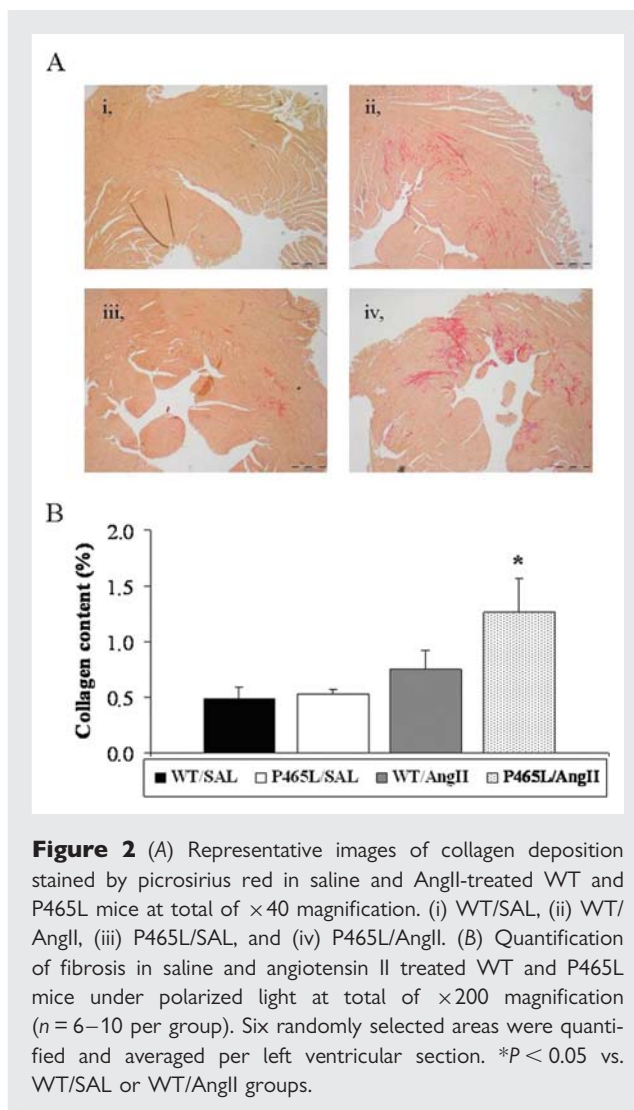 A
i,
ii,
iii,
iv,
B
2.0
1.5
1.0
0.5
0.0
Collagen content (%)
*
WT/SAL P465L/SAL WT/AngII P465L/AngII
Figure 2 (A) Representative images of collagen deposition
stained by picrosirius red in saline and AngII-treated WT and
P465L mice at total of ×40 magnification. (i) WT/SAL, (ii) WT/
AngII, (iii) P465L/SAL, and (iv) P465L/AngII. (B) Quantification
of fibrosis in saline and angiotensin II treated WT and P465L
mice under polarized light at total of ×200 magnification
(n = 6–10 per group). Six randomly selected areas were quanti-
fied and averaged per left ventricular section. *P < 0.05 vs.
WT/SAL or WT/AngII groups.